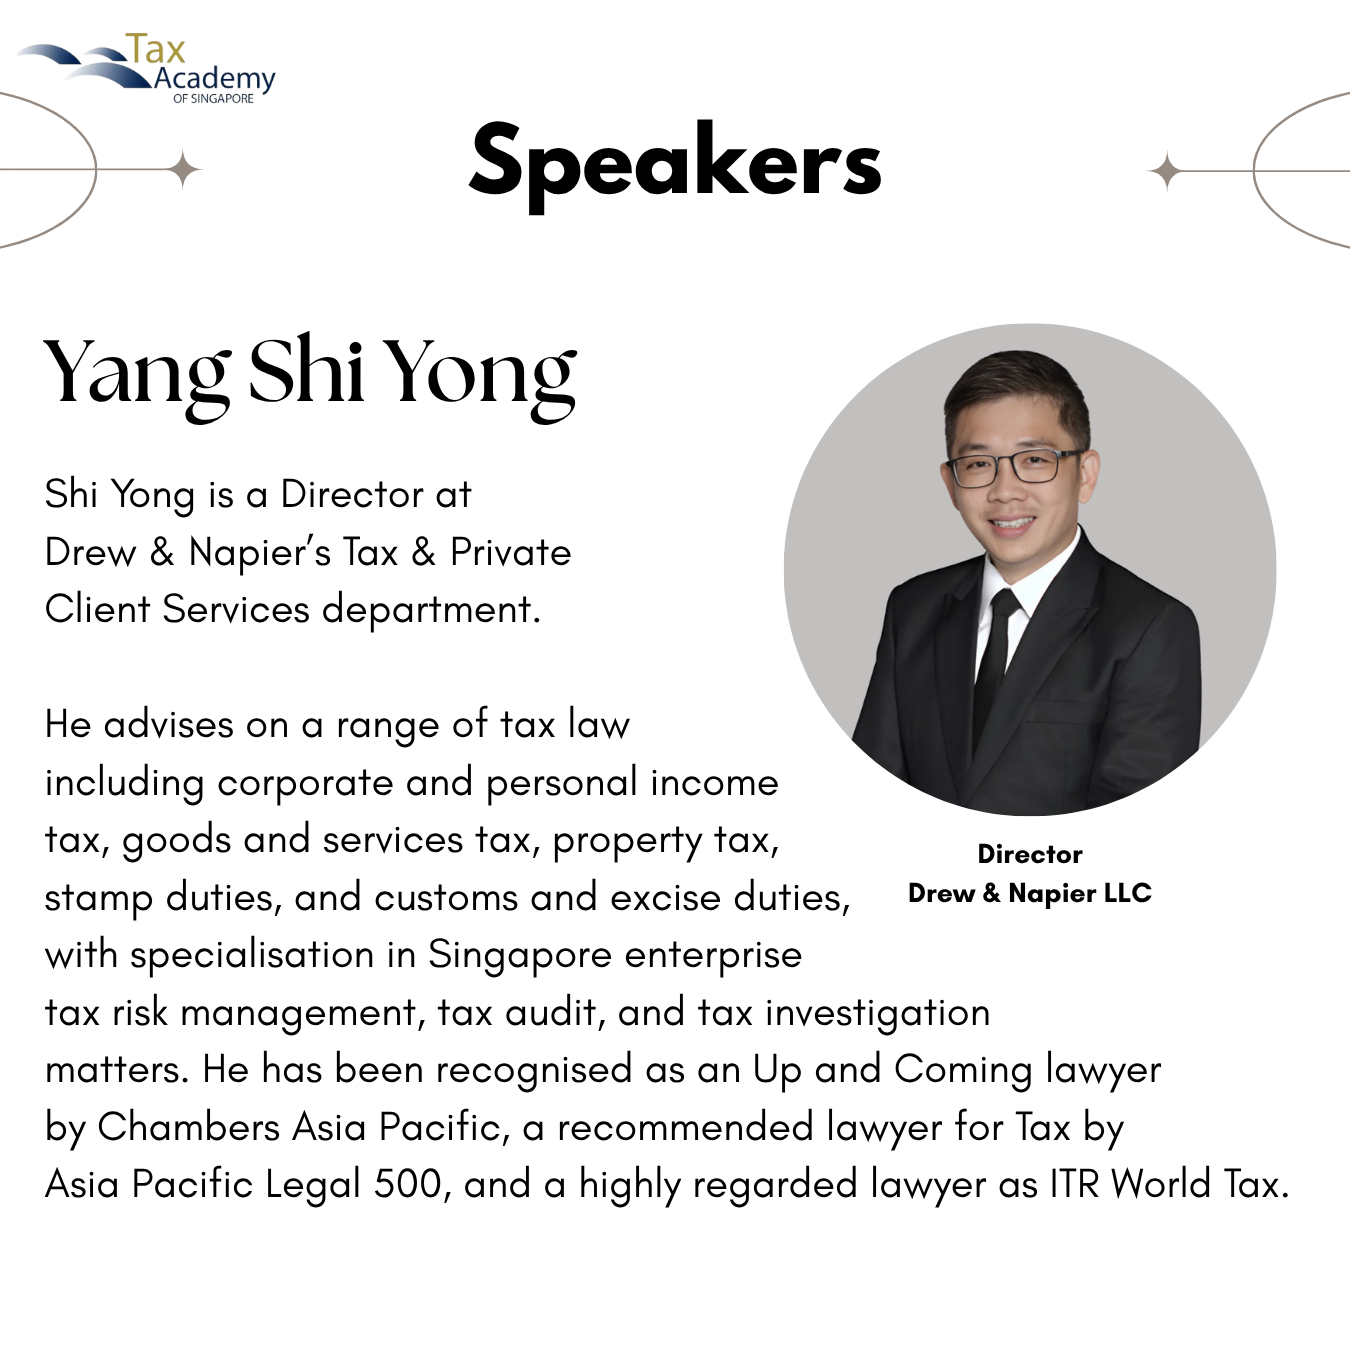 Tax
Academy
OF SINGAPORE
Speakers
Yang Shi Yong
Shi Yong is a Director at
Drew & Napier’s Tax & Private
Client Services department.
He advises on a range of tax law
including corporate and personal income
tax, goods and services tax, property tax,
stamp duties, and customs and excise duties,
with specialisation in Singapore enterprise
tax risk management, tax audit, and tax investigation
matters. He has been recognised as an Up and Coming lawyer
by Chambers Asia Pacific, a recommended lawyer for Tax by
Asia Pacific Legal 500, and a highly regarded lawyer as ITR World Tax.
Director
Drew & Napier LLC